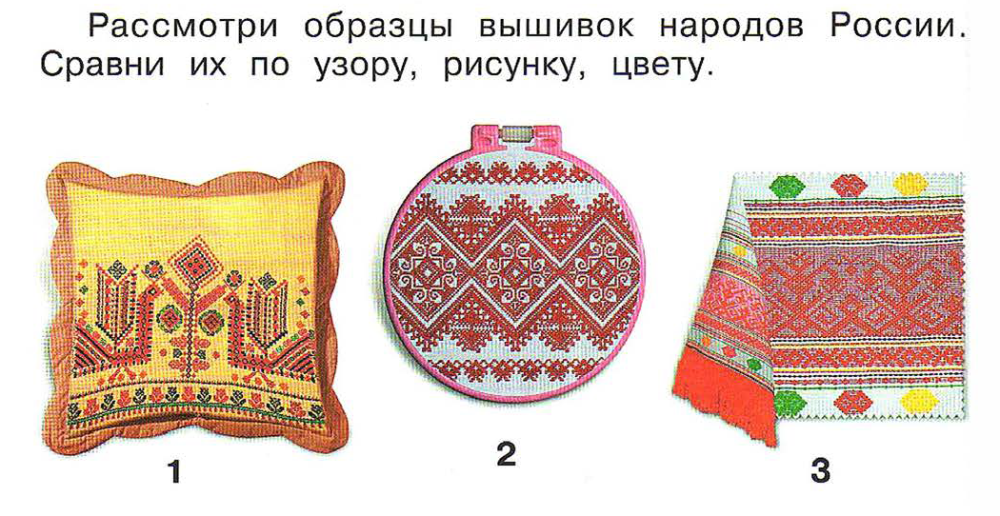 Рассмотри образцы вышивок народов России.
Сравни их по узору, рисунку, цвету.
1
2
3